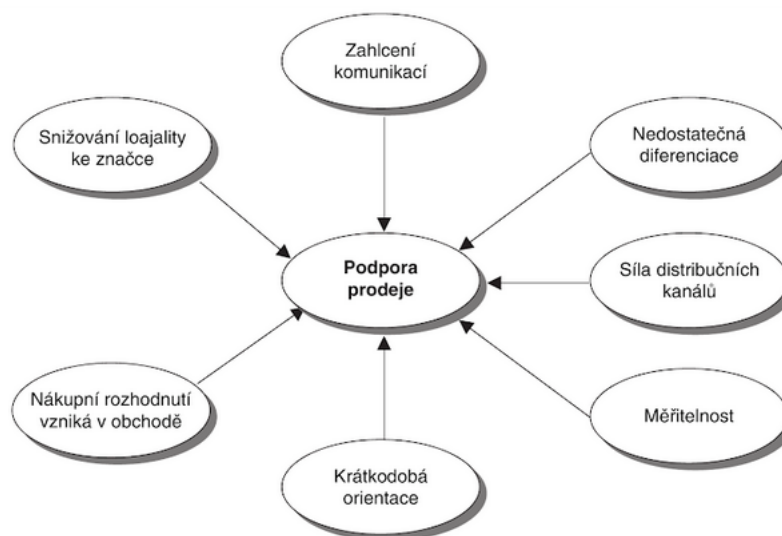 Zahlcení
komunikací
Snižování loajality
ke značce
Nedostatečná
diferenciace
Podpora
prodeje
Síla distribučních
kanálů
Nákupní rozhodnutí
vzniká v obchodě
Měřitelnost
Krátkodobá
orientace